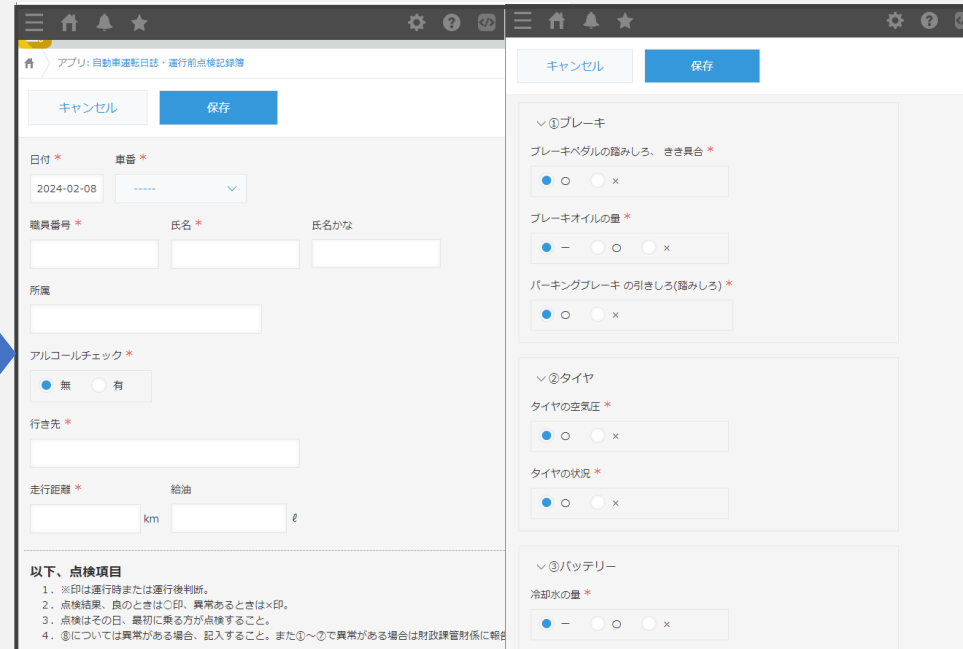 アプリ: 自動車運転日誌・運行前点検記録簿
キャンセル 保存
日付 * 車番 *
2024-02-08 -----
職員番号 * 氏名 * 氏名かな
所属
アルコールチェック *
無 有
行き先 *
走行距離 * 給油
km ℓ
以下、点検項目
1. ※印は運行時または運行後判断。
2. 点検結果、良のときは○印、異常あるときは×印。
3. 点検はその日、最初に乗る方が点検すること。
4. ⑧については異常がある場合、記入すること。また①～⑦で異常がある場合は財政課管財係に報告
キャンセル 保存
①ブレーキ
ブレーキペダルの踏みしろ、 きき具合 *
○ ×
ブレーキオイルの量 *
－ ○ ×
パーキングブレーキ の引きしろ(踏みしろ) *
○ ×
②タイヤ
タイヤの空気圧 *
○ ×
タイヤの状況 *
○ ×
③バッテリー
冷却水の量 *
－ ○ ×